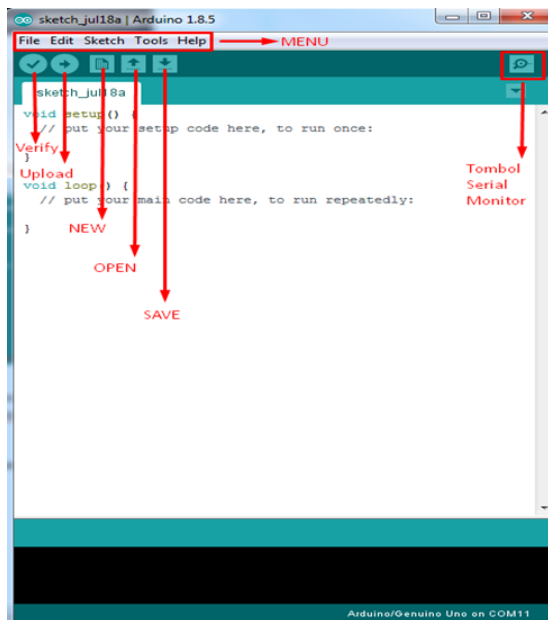 sketch_jul18a | Arduino 1.8.5
File Edit Sketch Tools Help
MENU
sketch_jul18a
void setup() {
// put your setup code here, to run once:
Verify
}
Upload
void loop() {
// put your main code here, to run repeatedly:
}
NEW
OPEN
SAVE
Tombol
Serial
Monitor
Arduino/Genuino Uno on COM11